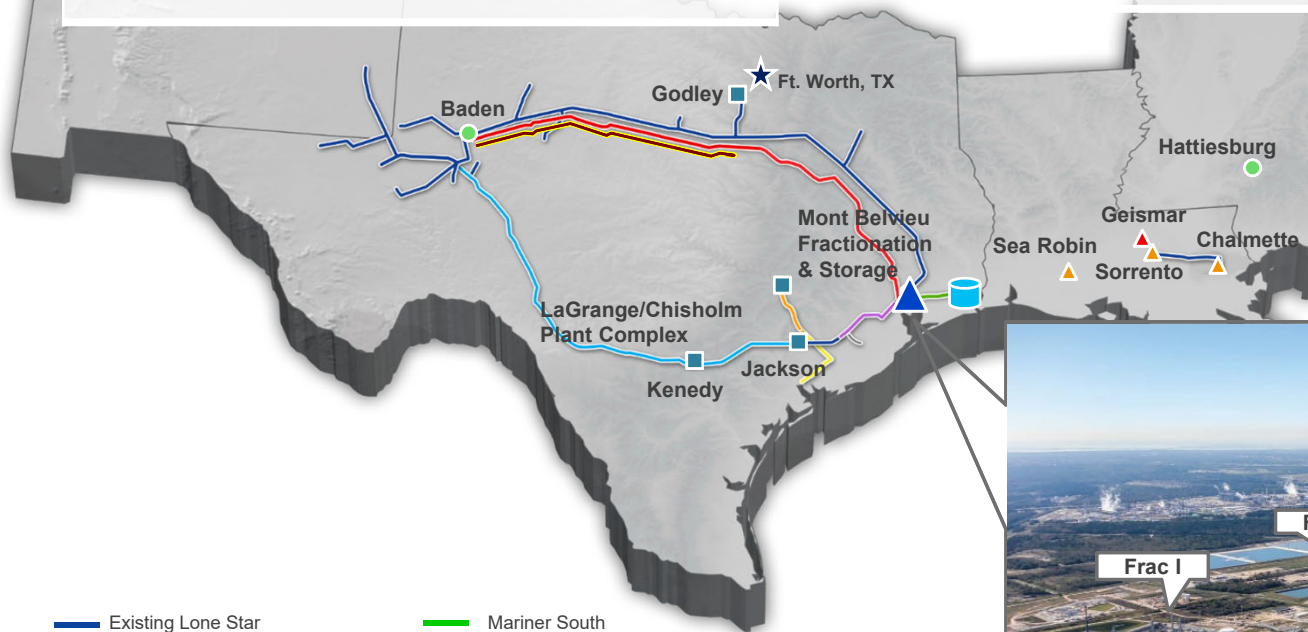 Ft. Worth, TX
Godley
Baden
Hattiesburg
Geismar
Mont Belvieu
Fractionation
& Storage
Sea Robin
Chalmette
Sorrento
LaGrange/Chisholm
Plant Complex
Jackson
Kenedy
Frac I
Existing Lone Star
Mariner South